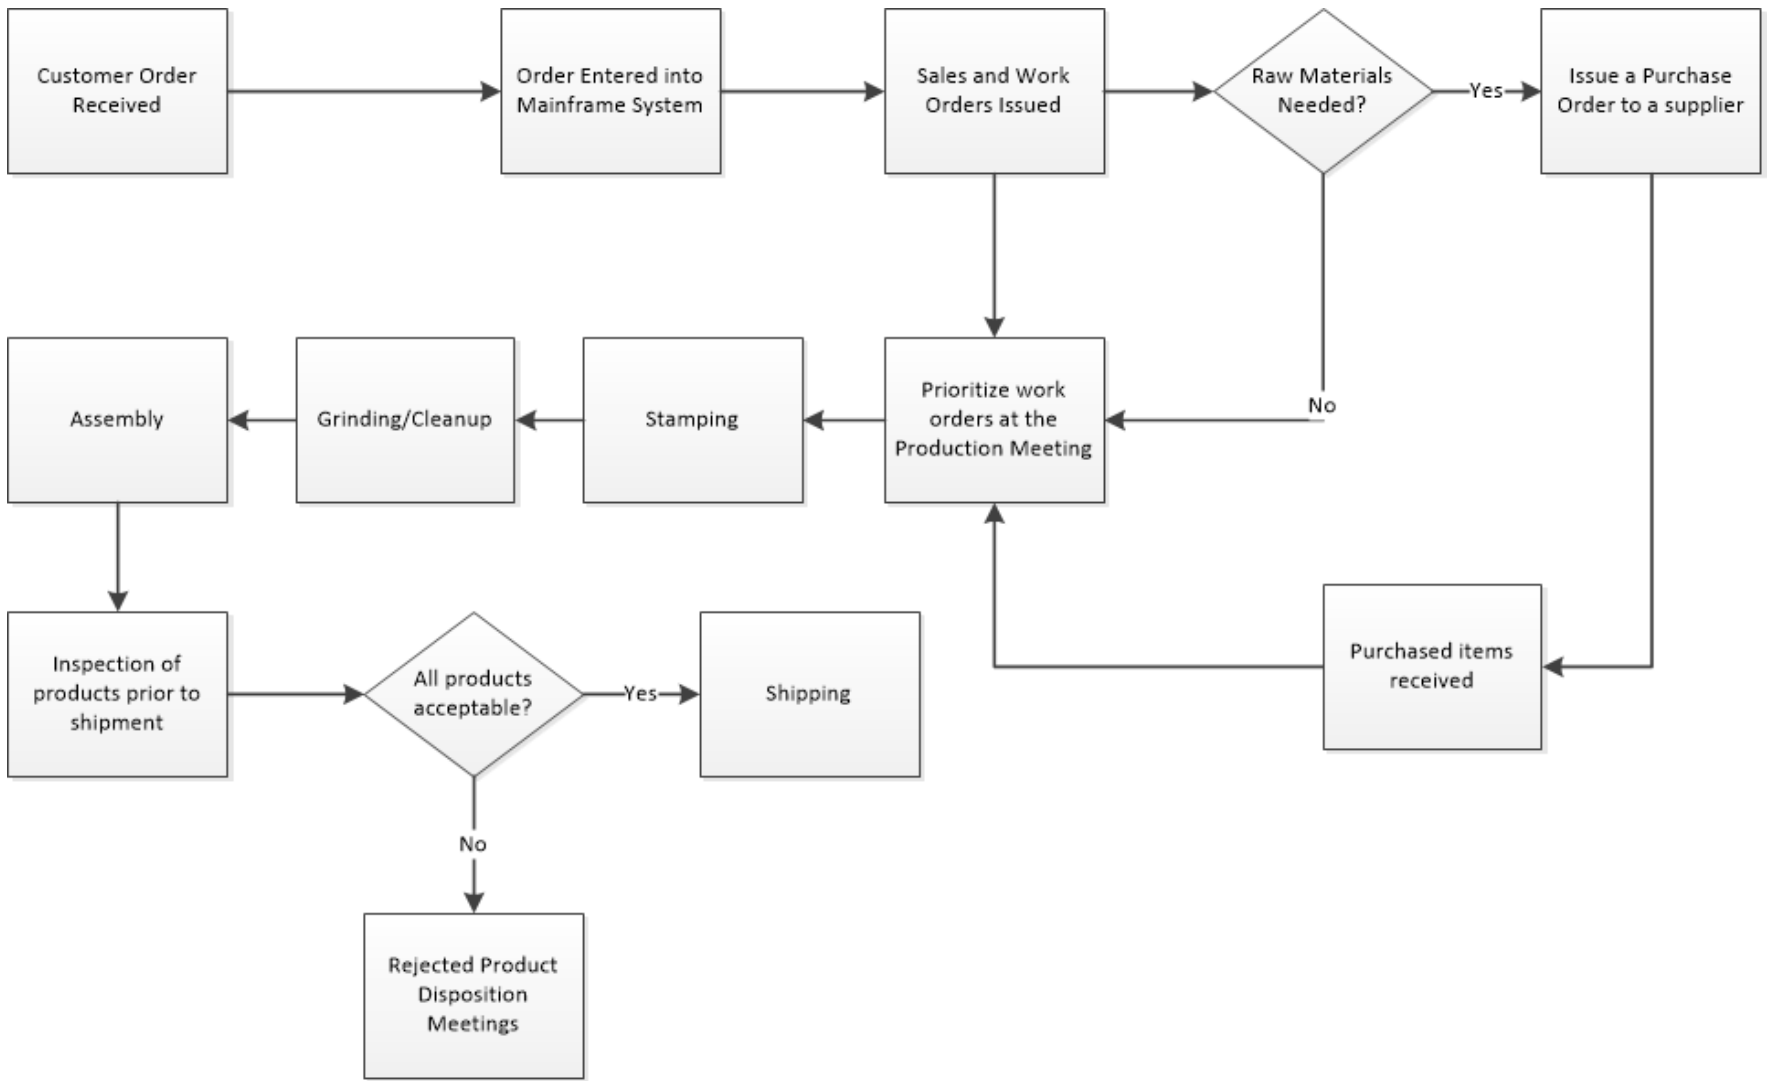 Customer Order
Received
Order Entered into
Mainframe System
Sales and Work
Orders Issued
Raw Materials
Needed?
Yes
Issue a Purchase
Order to a supplier
No
Assembly
Grinding/Cleanup
Stamping
Prioritize work
orders at the
Production Meeting
Purchased items
received
Inspection of
products prior to
shipment
All products
acceptable?
Yes
Shipping
No
Rejected Product
Disposition
Meetings